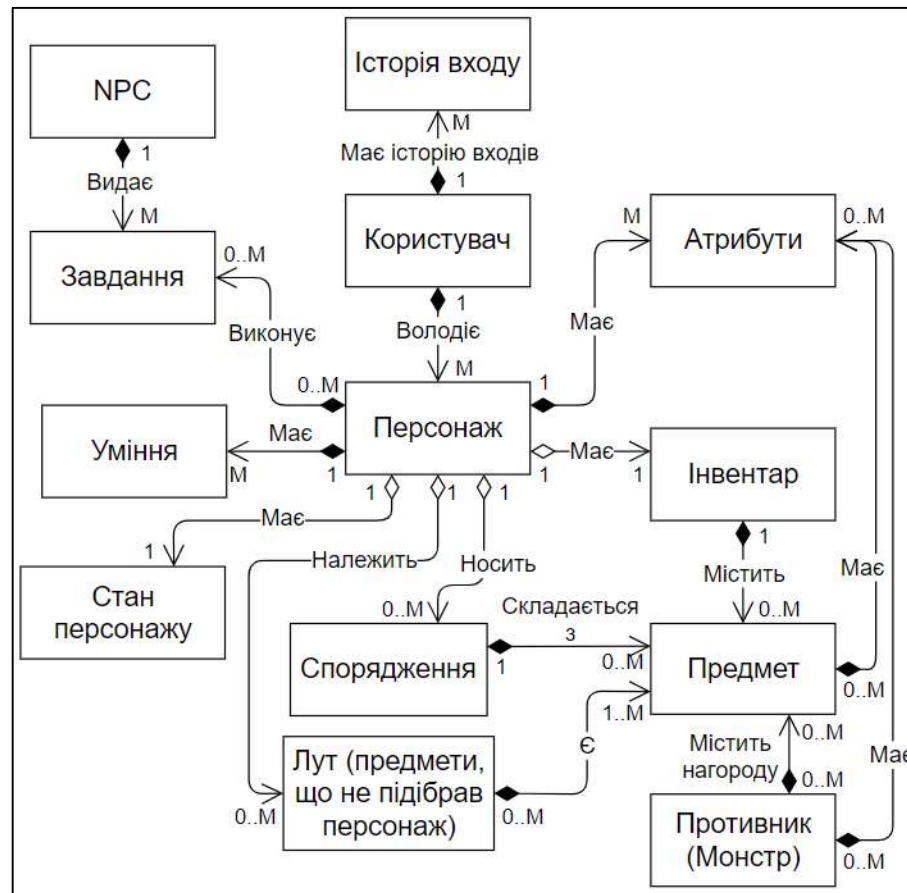 Історія входу
NPC
M
1
Має історію входів
Видає
1
M
M
0..M
Користувач
Атрибути
Завдання
0..M
1
Володіє
Має
Виконує
M
0..M
1
Персонаж
Уміння
Має
Має
Інвентар
M
1
1
1
1
1
1
Має
1
Належить
Носить
Містить
Має
1
0..M
Складається
0..M
Стан
персонажу
з
Спорядження
1
0..M
Предмет
0..M
1..M
Містить
нагороду
0..M
Є
Має
Лут (предмети,
що не підібрав
персонаж)
0..M
0..M
0..M
Противник
(Монстр)
0..M